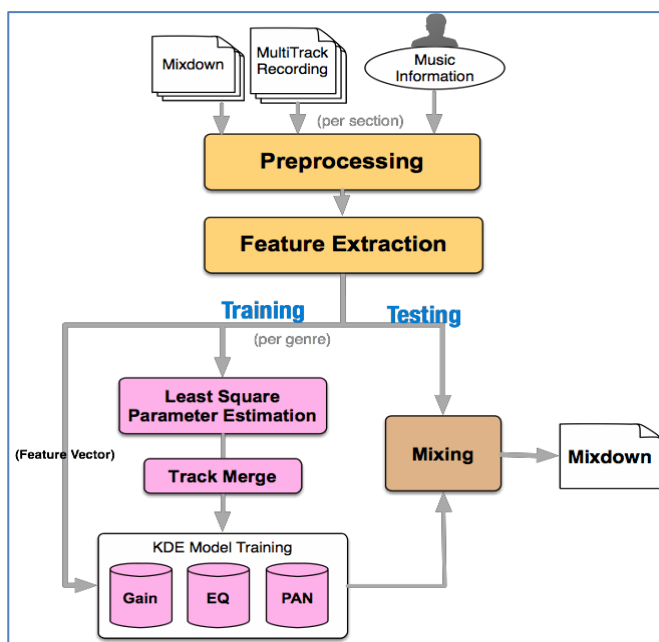 Mixdown
MultiTrack
Recording
Music
Information
(per section)
Preprocessing
Feature Extraction
Training
Testing
(per genre)
Least Square
Parameter Estimation
(Feature Vector)
Track Merge
Mixing
Mixdown
KDE Model Training
Gain
EQ
PAN